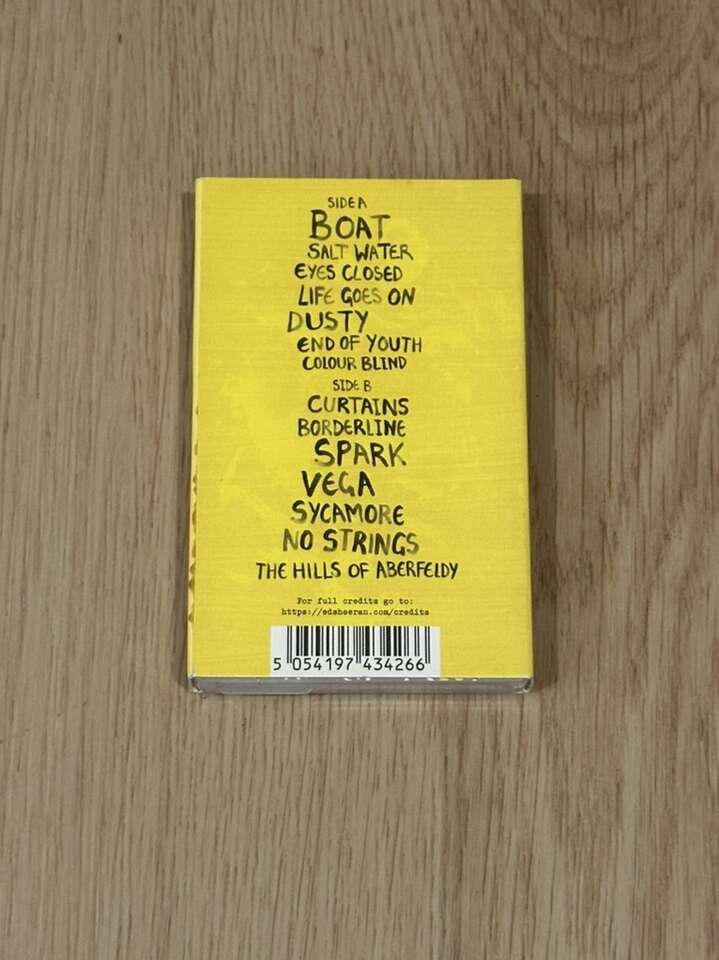 SIDE A
BOAT
SALT WATER
EYES CLOSED
LIFE GOES ON
DUSTY
END OF YOUTH
COLOUR BLIND
SIDE B
CURTAINS
BORDERLINE
SPARK
VEGA
SYCAMORE
NO STRINGS
THE HILLS OF ABERFELDY
For full credits go to:
https://edsheeran.com/credits
5 054197 434266